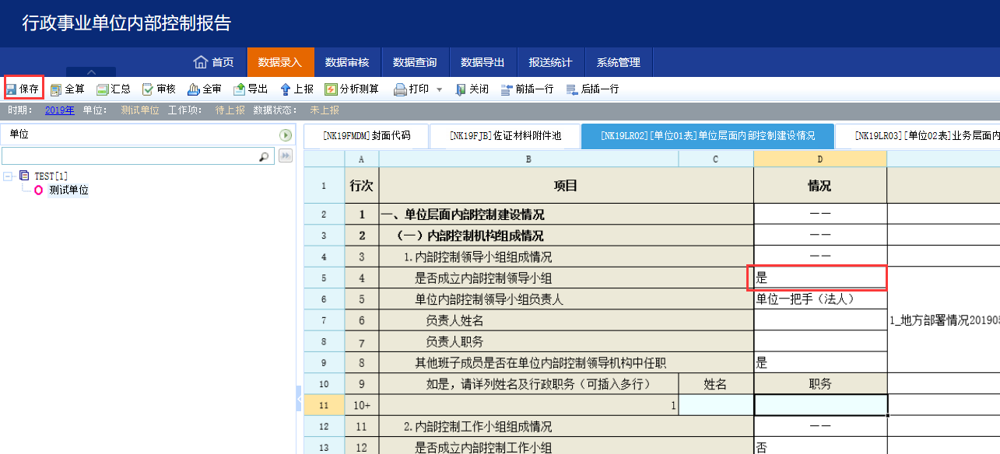 行政事业单位内部控制报告
首页 数据录入 数据审核 数据查询 数据导出 报送统计 系统管理
保存 全算 汇总 审核 全审 导出 上报 分析测算 打印 关闭 前插一行 后插一行
时期: 2019年 单位: 测试单位 工作项: 待上报 数据状态: 未上报
单位
[NK19FMDM]封面代码 [NK19FJB]佐证材料附件池 [NK19LR02][单位01表]单位层面内部控制建设情况 [NK19LR03][单位02表]业务层面内
TEST[1]
测试单位
A B C D
1 行次 项目 情况
2 1 一、单位层面内部控制建设情况 ——
3 2 （一）内部控制机构组成情况 ——
4 3 1.内部控制领导小组组成情况 ——
5 4 是否成立内部控制领导小组 是
6 5 单位内部控制领导小组负责人 单位一把手（法人）
7 6 负责人姓名 1_地方部署情况201905
8 7 负责人职务
9 8 其他班子成员是否在单位内部控制领导机构中任职 是
10 9 如是，请详列姓名及行政职务（可插入多行） 姓名 职务
11 10+ 1
12 11 2.内部控制工作小组组成情况 ——
13 12 是否成立内部控制工作小组 否